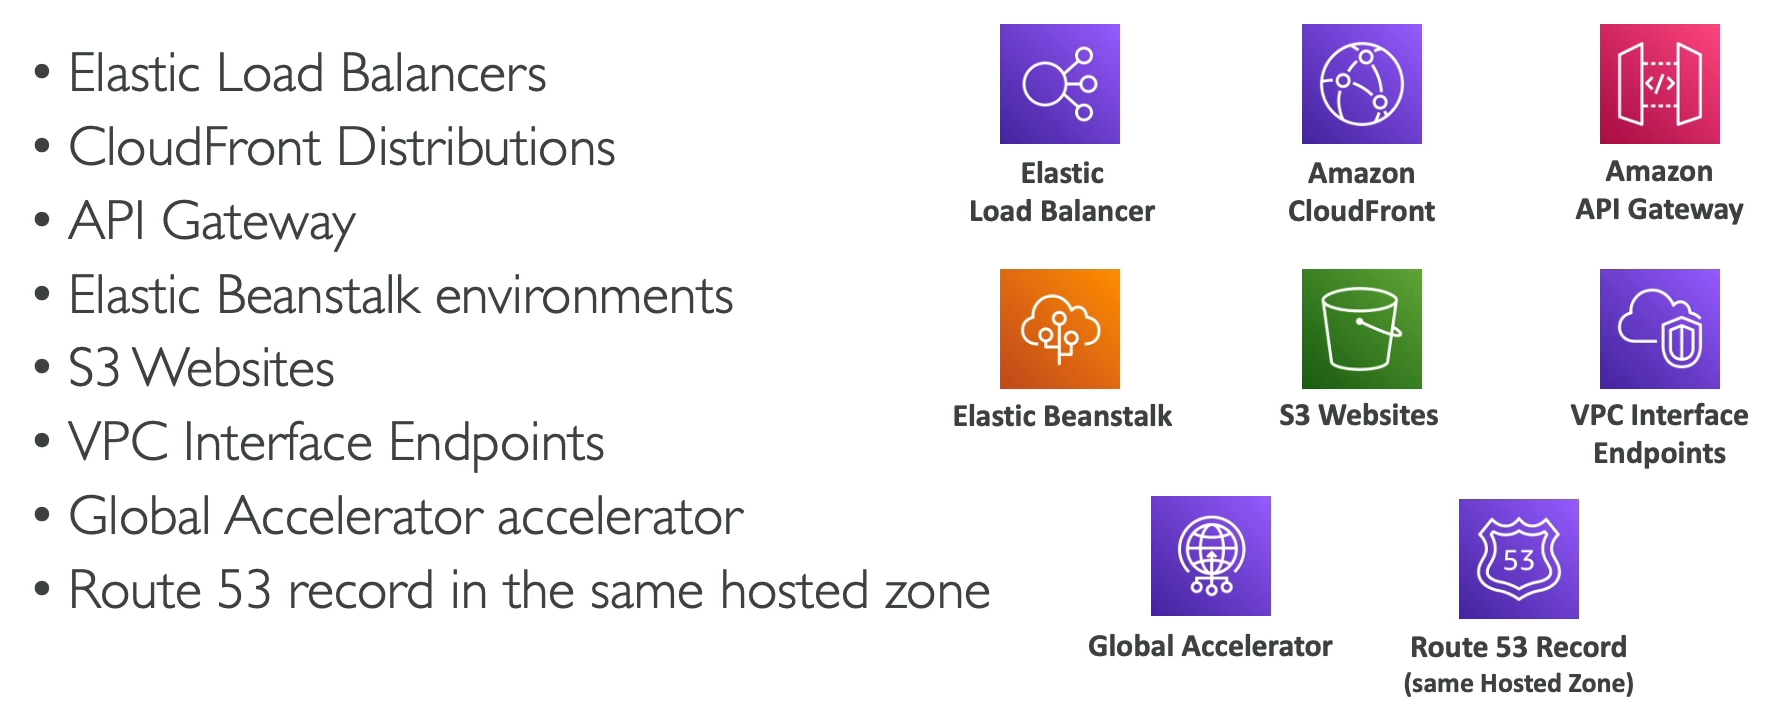 • Elastic Load Balancers
• CloudFront Distributions
• API Gateway
• Elastic Beanstalk environments
• S3 Websites
• VPC Interface Endpoints
• Global Accelerator accelerator
• Route 53 record in the same hosted zone
Elastic
Load Balancer
Amazon
CloudFront
Amazon
API Gateway
</>
Elastic Beanstalk
S3 Websites
VPC Interface
Endpoints
Global Accelerator
53
Route 53 Record
(same Hosted Zone)